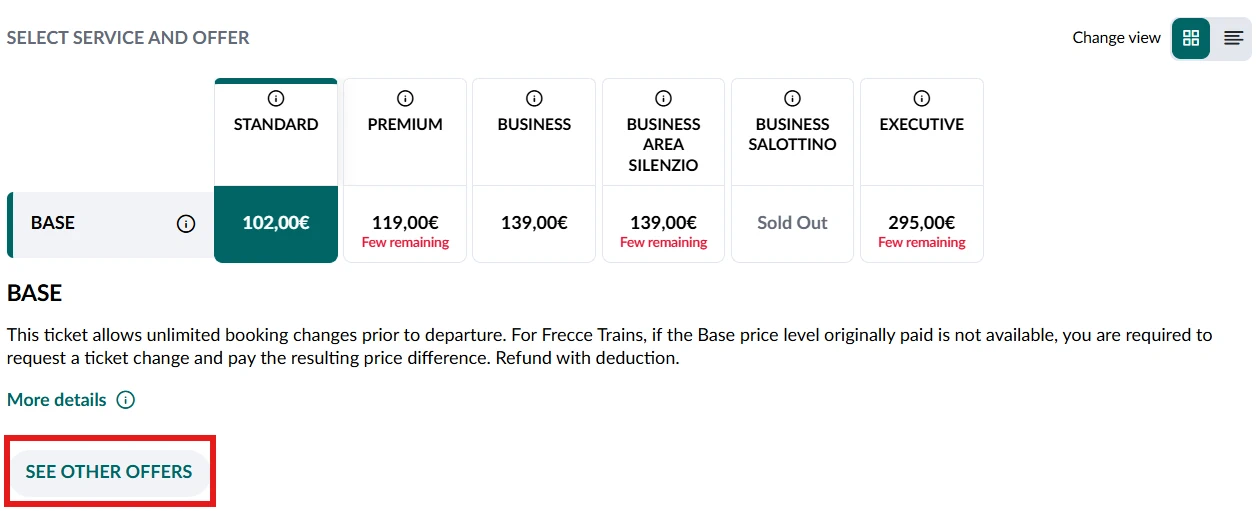 SELECT SERVICE AND OFFER
Change view
STANDARD
PREMIUM
BUSINESS
BUSINESS
AREA
SILENZIO
BUSINESS
SALOTTINO
EXECUTIVE
BASE
102,00€
119,00€
Few remaining
139,00€
139,00€
Few remaining
Sold Out
295,00€
Few remaining
BASE
This ticket allows unlimited booking changes prior to departure. For Frecce Trains, if the Base price level originally paid is not available, you are required to
request a ticket change and pay the resulting price difference. Refund with deduction.
More details
SEE OTHER OFFERS